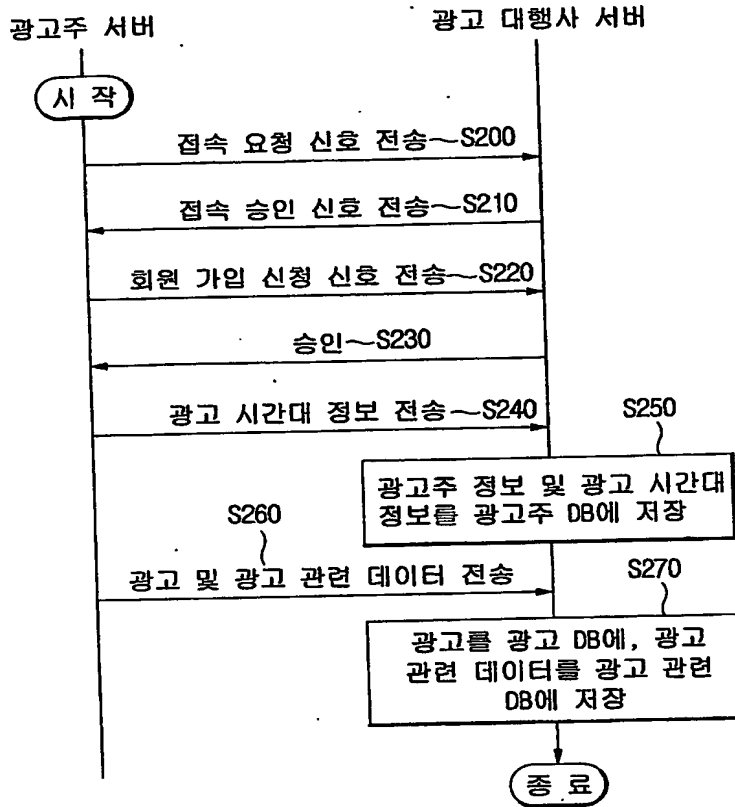 광고주 서버
광고 대행사 서버
시 작
접속 요청 신호 전송~S200
접속 승인 신호 전송~S210
회원 가입 신청 신호 전송~S220
승인~S230
광고 시간대 정보 전송~S240
S250
광고주 정보 및 광고 시간대
정보를 광고주 DB에 저장
S260
광고 및 광고 관련 데이터 전송
S270
광고를 광고 DB에, 광고
관련 데이터를 광고 관련
DB에 저장
종 료